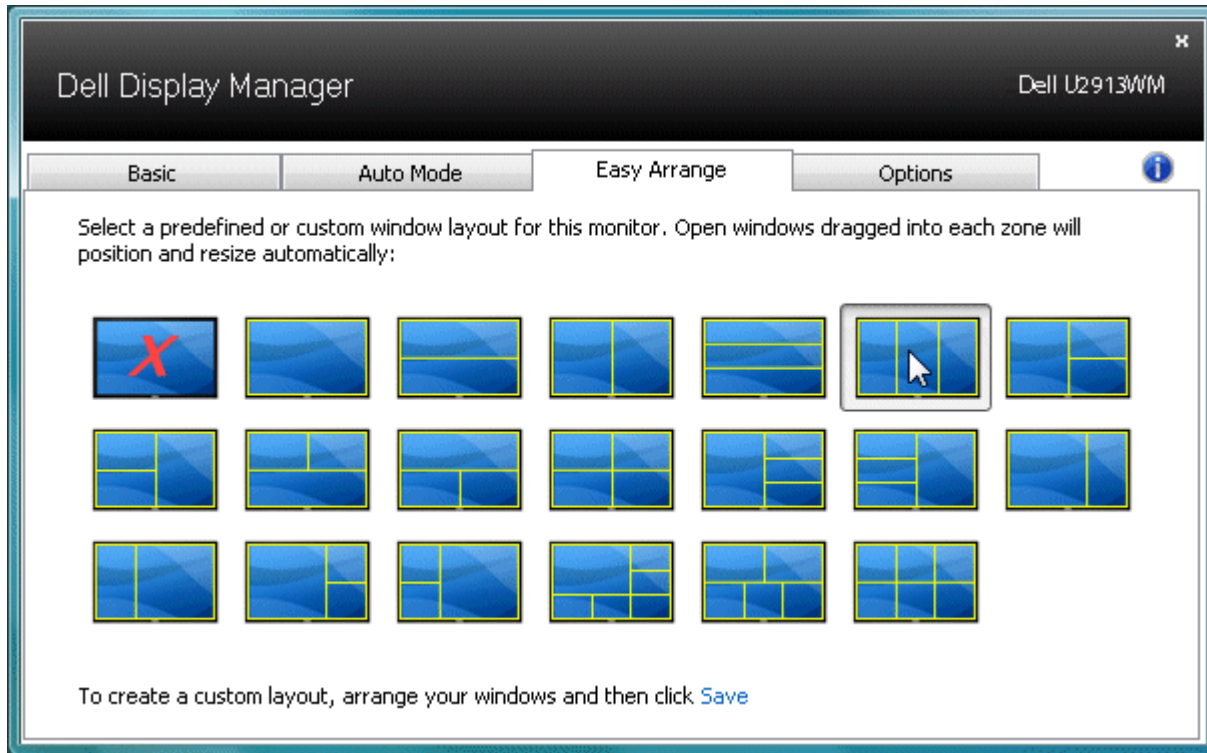 Dell Display Manager
Dell U2913WM
Basic
Auto Mode
Easy Arrange
Options
Select a predefined or custom window layout for this monitor. Open windows dragged into each zone will
position and resize automatically:
X
To create a custom layout, arrange your windows and then click Save